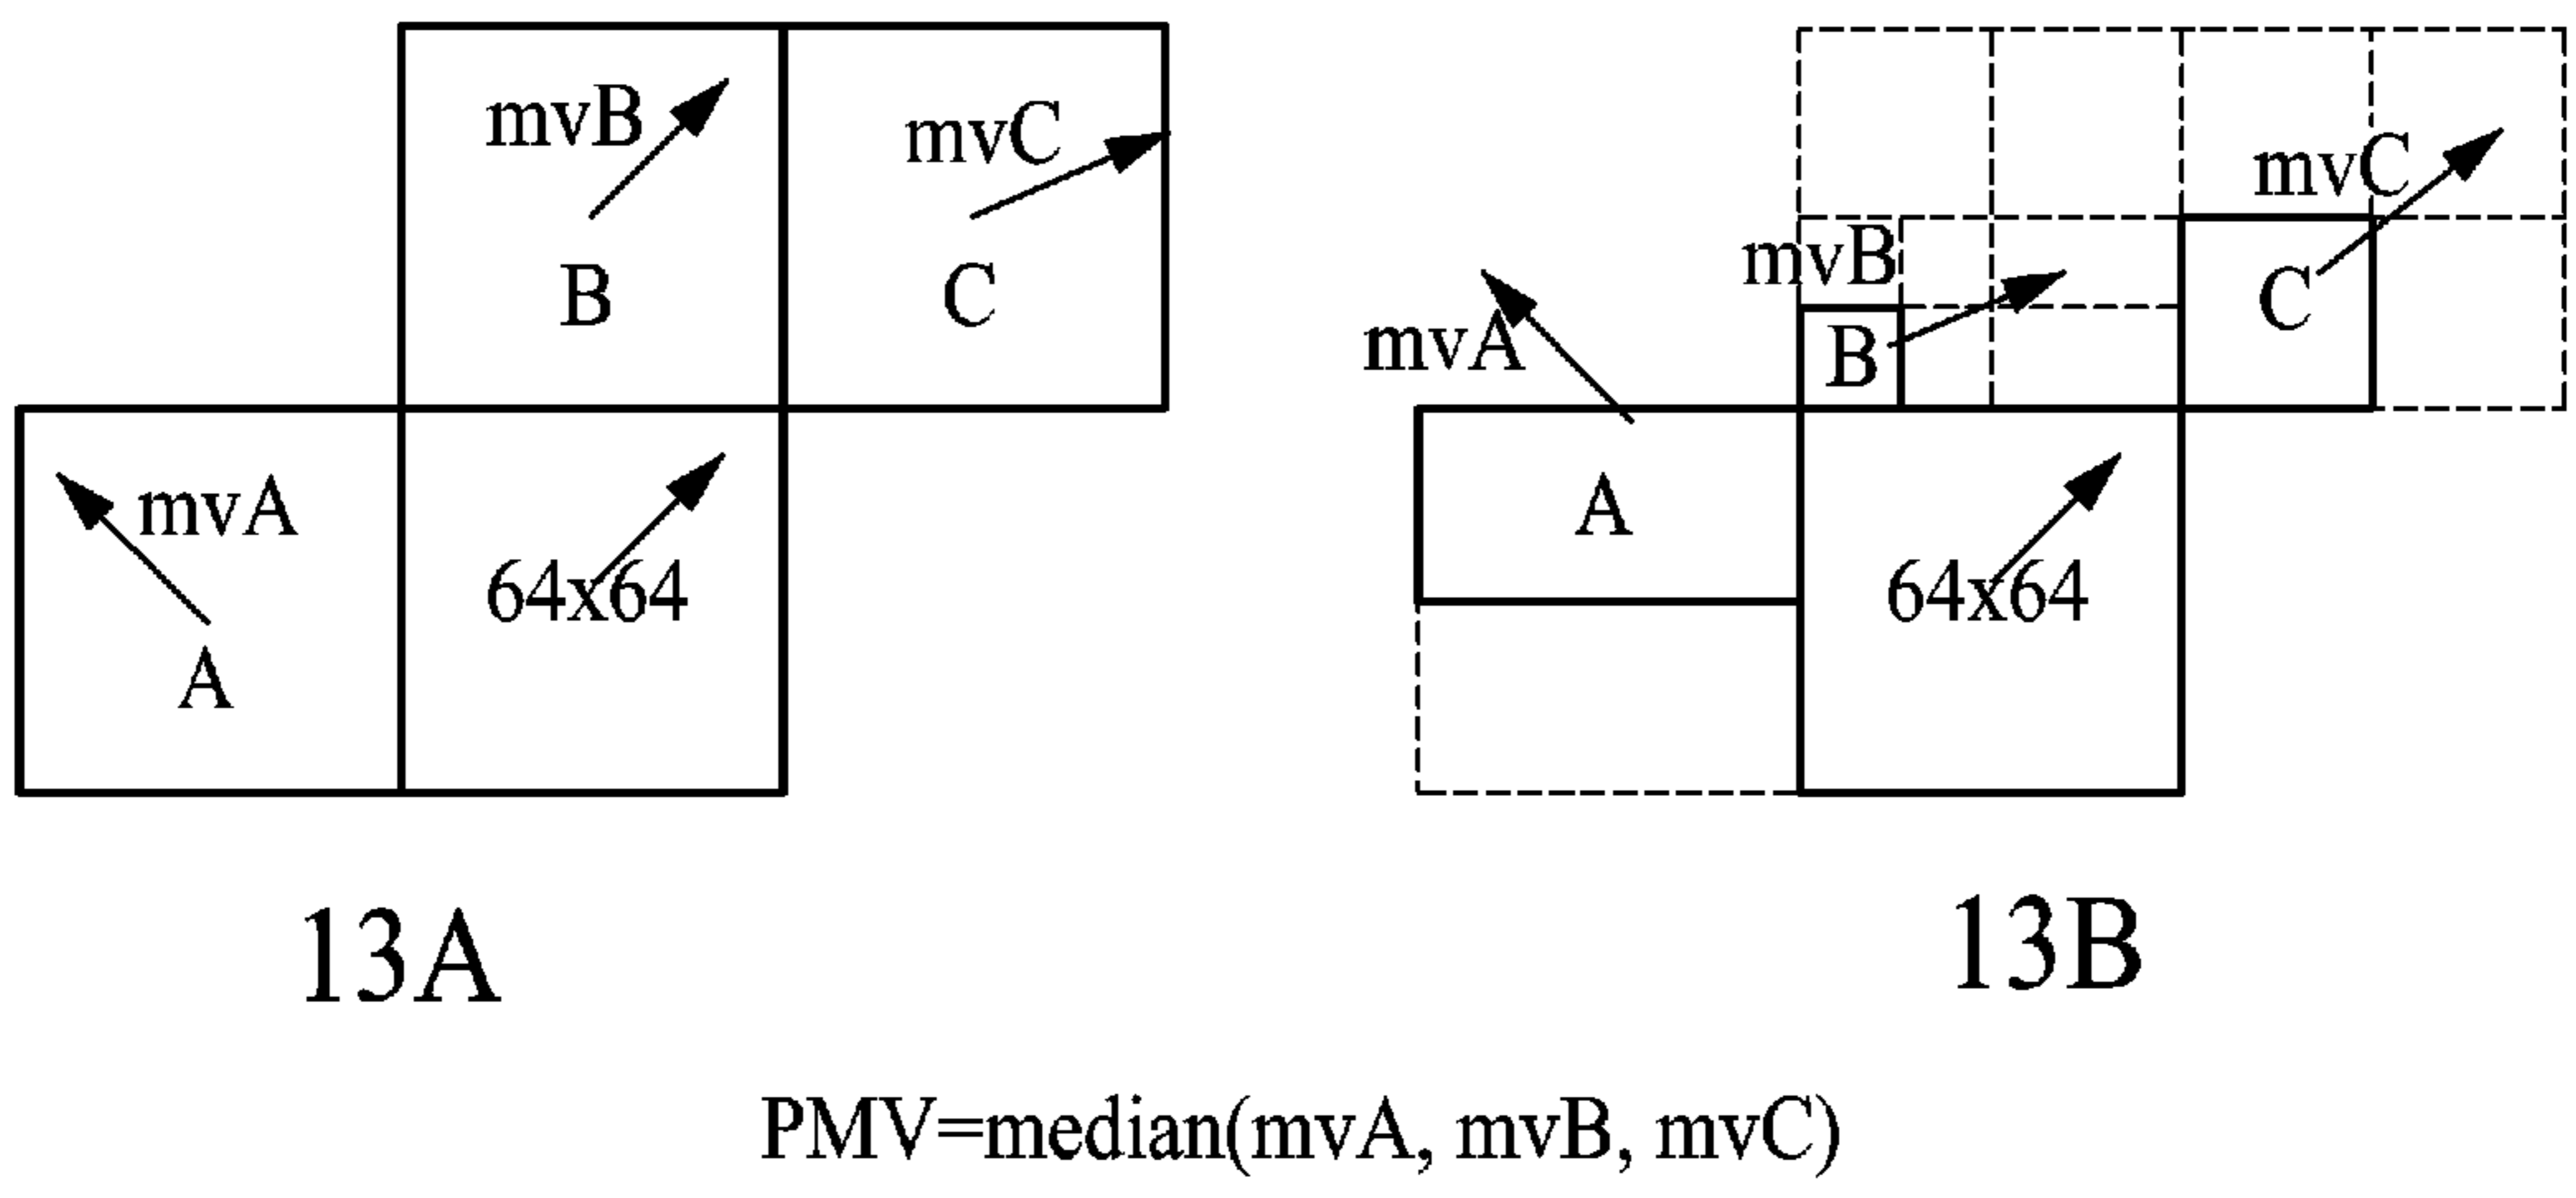 mvB
mvC
B
C
mvA
A
64x64
13A
mvC
mvB
C
mvA
B
A
64x64
13B
PMV=median(mvA, mvB, mvC)